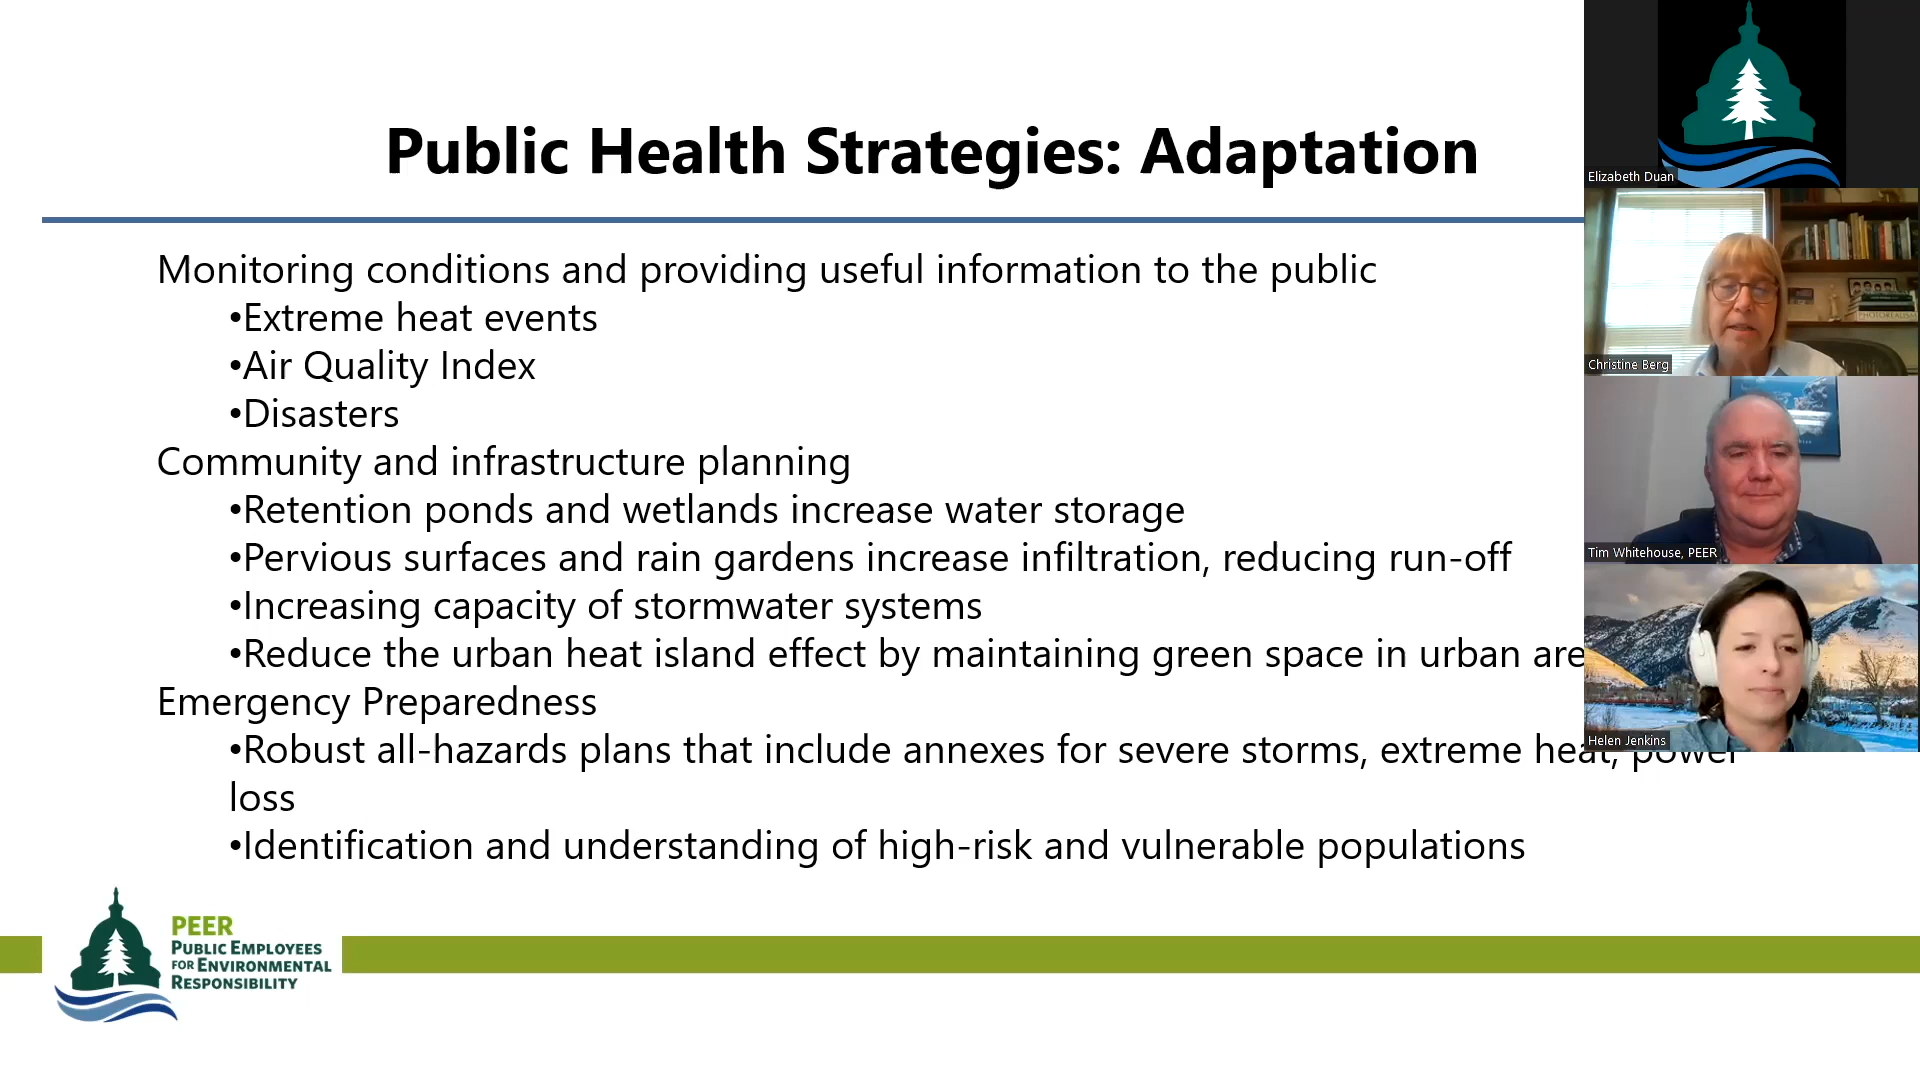 Public Health Strategies: Adaptation
Monitoring conditions and providing useful information to the public
•Extreme heat events
•Air Quality Index
•Disasters
Community and infrastructure planning
•Retention ponds and wetlands increase water storage
•Pervious surfaces and rain gardens increase infiltration, reducing run-off
•Increasing capacity of stormwater systems
•Reduce the urban heat island effect by maintaining green space in urban are
Emergency Preparedness
•Robust all-hazards plans that include annexes for severe storms, extreme heat, power
loss
•Identification and understanding of high-risk and vulnerable populations
PEER
PUBLIC EMPLOYEES
FOR ENVIRONMENTAL
RESPONSIBILITY
Elizabeth Duan
PHOTOREALISM
Christine Berg
Tim Whitehouse, PEER
Helen Jenkins